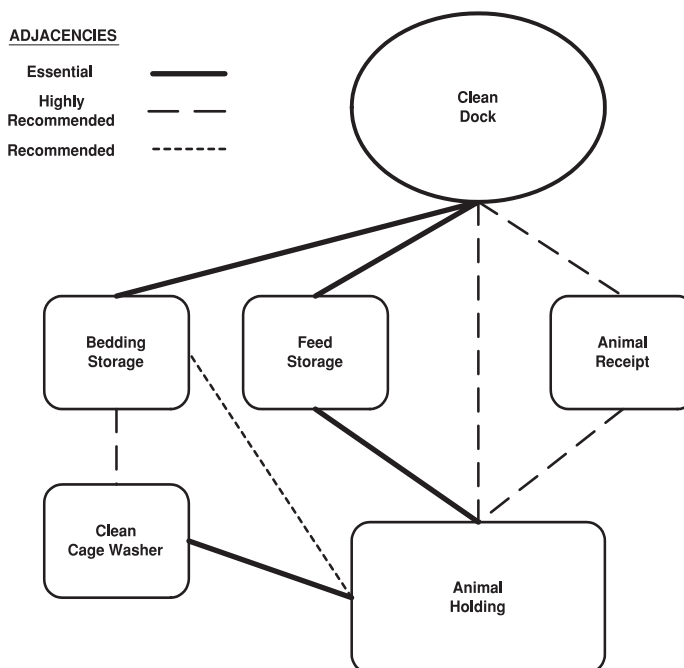 ADJACENCIES
Essential
Highly
Recommended
Recommended
Clean
Dock
Bedding
Storage
Feed
Storage
Animal
Receipt
Clean
Cage Washer
Animal
Holding